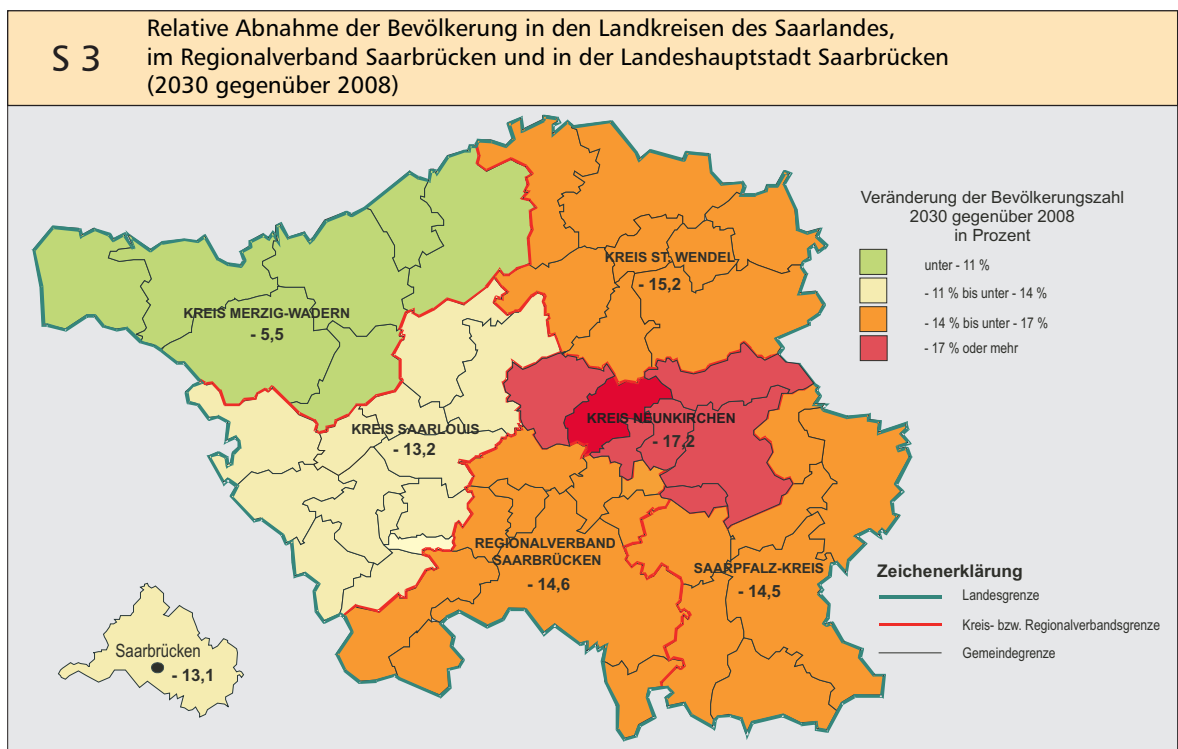 S 3
Relative Abnahme der Bevölkerung in den Landkreisen des Saarlandes,
im Regionalverband Saarbrücken und in der Landeshauptstadt Saarbrücken
(2030 gegenüber 2008)
Veränderung der Bevölkerungszahl
2030 gegenüber 2008
in Prozent
unter - 11 %
- 11 % bis unter - 14 %
- 14 % bis unter - 17 %
- 17 % oder mehr
KREIS ST. WENDEL
- 15,2
KREIS MERZIG-WADERN
- 5,5
KREIS NEUNKIRCHEN
- 17,2
KREIS SAARLOUIS
- 13,2
REGIONALVERBAND
SAARBRÜCKEN
- 14,6
SAARPFALZ-KREIS
- 14,5
Saarbrücken
- 13,1
Zeichenerklärung
Landesgrenze
Kreis- bzw. Regionalverbandsgrenze
Gemeindegrenze